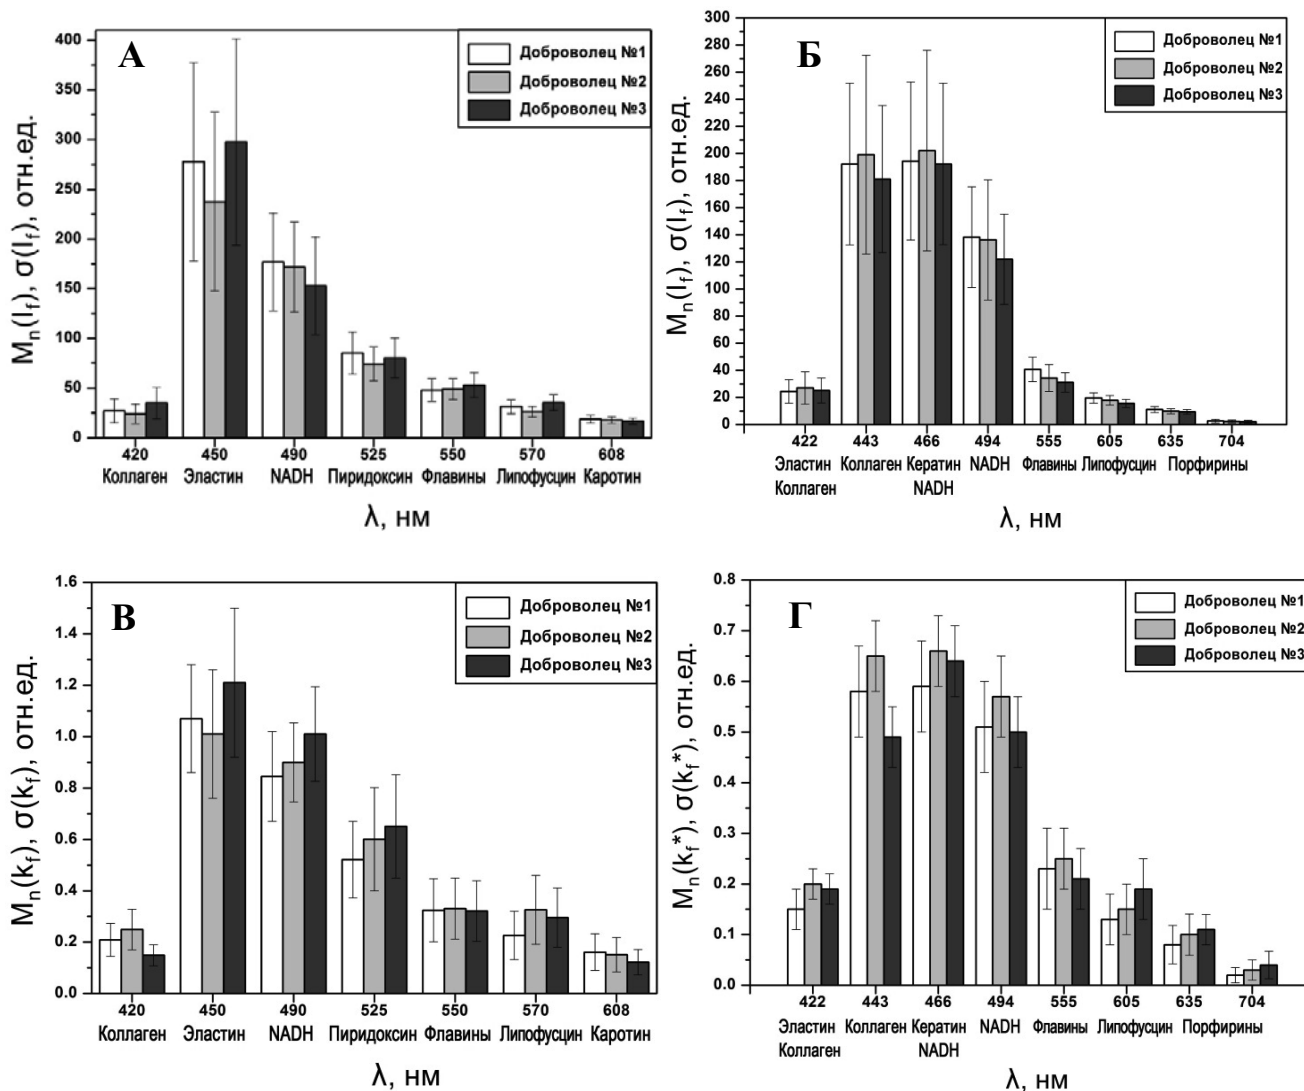 А
Mn(If), σ(If), отн.ед.
400
350
300
250
200
150
100
50
0
Доброволец №1
Доброволец №2
Доброволец №3
420 450 490 525 550 570 608
Коллаген Эластин NADH Пиридоксин Флавины Липофусцин Каротин
λ, нм
Б
Mn(If), σ(If), отн.ед.
300
280
260
240
220
200
180
160
140
120
100
80
60
40
20
0
Доброволец №1
Доброволец №2
Доброволец №3
422 443 466 494 555 605 635 704
Эластин Коллаген Кератин NADH Флавины Липофусцин Порфирины
Коллаген NADH
λ, нм
В
Mn(kf), σ(kf), отн.ед.
1.6
1.4
1.2
1.0
0.8
0.6
0.4
0.2
0.0
Доброволец №1
Доброволец №2
Доброволец №3
420 450 490 525 550 570 608
Коллаген Эластин NADH Пиридоксин Флавины Липофусцин Каротин
λ, нм
Г
Mn(kf*), σ(kf*), отн.ед.
0.8
0.7
0.6
0.5
0.4
0.3
0.2
0.1
0.0
Доброволец №1
Доброволец №2
Доброволец №3
422 443 466 494 555 605 635 704
Эластин Коллаген Кератин NADH Флавины Липофусцин Порфирины
Коллаген NADH
λ, нм